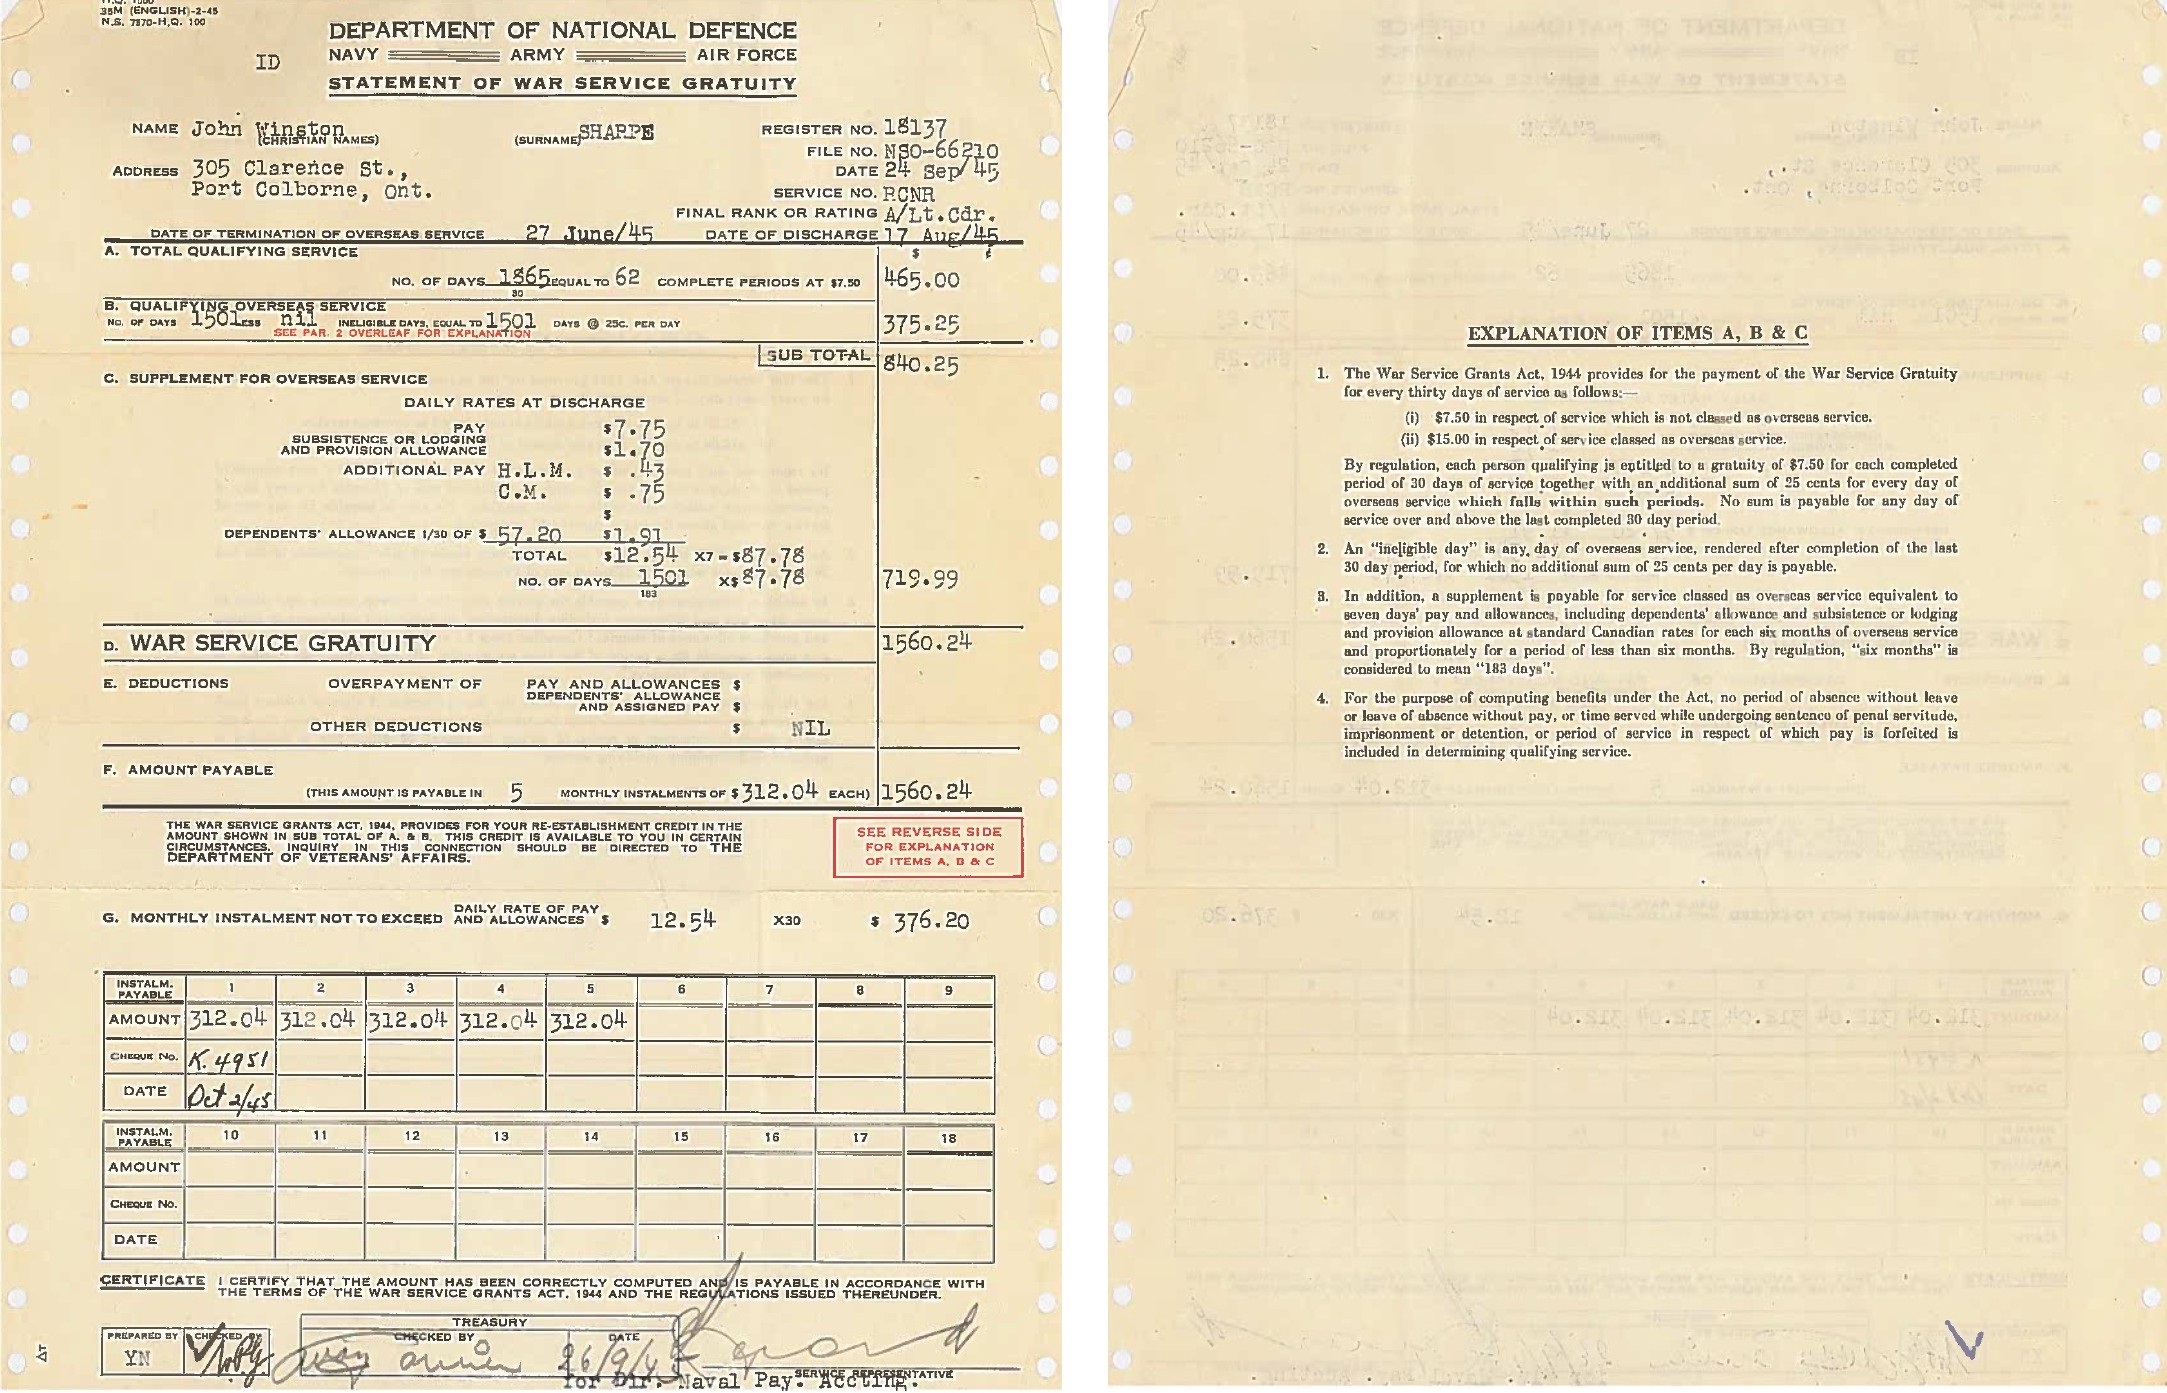 35M (ENGLISH)-2-45
N.S. 7870-H,Q. 100
DEPARTMENT OF NATIONAL DEFENCE
ID
NAVY ARMY AIR FORCE
STATEMENT OF WAR SERVICE GRATUITY
NAME John Winston (CHRISTIAN NAMES) (SURNAME) SHARPE REGISTER NO. 18137
FILE NO. NSO-66210
ADDRESS 305 Clarence St., DATE 24 Sep/45
Port Colborne, Ont. SERVICE NO. RCNR
FINAL RANK OR RATING A/Lt.Cdr.
DATE OF TERMINATION OF OVERSEAS SERVICE 27 June/45 DATE OF DISCHARGE 17 Aug/45
A. TOTAL QUALIFYING SERVICE $ ¢
NO. OF DAYS 1865 EQUAL TO 62 COMPLETE PERIODS AT $7.50 465.00
30
B. QUALIFYING OVERSEAS SERVICE
NO. OF DAYS 1501 LESS nil INELIGIBLE DAYS, EQUAL TO 1501 DAYS @ 25C. PER DAY 375.25
SEE PAR. 2 OVERLEAF FOR EXPLANATION
SUB TOTAL 840.25
C. SUPPLEMENT FOR OVERSEAS SERVICE
DAILY RATES AT DISCHARGE
PAY $7.75
SUBSISTENCE OR LODGING
AND PROVISION ALLOWANCE $1.70
ADDITIONAL PAY H.L.M. $ .43
C.M. $ .75
$
DEPENDENTS' ALLOWANCE 1/30 OF $ 57.20 $1.91
TOTAL $12.54 X7 = $87.78
NO. OF DAYS 1501 X$ 87.78 719.99
183
D. WAR SERVICE GRATUITY 1560.24
E. DEDUCTIONS OVERPAYMENT OF PAY AND ALLOWANCES $
DEPENDENTS' ALLOWANCE
AND ASSIGNED PAY $
OTHER DEDUCTIONS $ NIL
F. AMOUNT PAYABLE
(THIS AMOUNT IS PAYABLE IN 5 MONTHLY INSTALMENTS OF $312.04 EACH) 1560.24
THE WAR SERVICE GRANTS ACT, 1944, PROVIDES FOR YOUR RE-ESTABLISHMENT CREDIT IN THE
AMOUNT SHOWN IN SUB TOTAL OF A. & B. THIS CREDIT IS AVAILABLE TO YOU IN CERTAIN
CIRCUMSTANCES. INQUIRY IN THIS CONNECTION SHOULD BE DIRECTED TO THE
DEPARTMENT OF VETERANS' AFFAIRS.
SEE REVERSE SIDE
FOR EXPLANATION
OF ITEMS A, B & C
G. MONTHLY INSTALMENT NOT TO EXCEED DAILY RATE OF PAY AND ALLOWANCES $ 12.54 X30 $ 376.20
INSTALM. PAYABLE 1 2 3 4 5 6 7 8 9
AMOUNT 312.04 312.04 312.04 312.04 312.04
CHEQUE No. K. 4951
DATE Oct 2/45
INSTALM. PAYABLE 10 11 12 13 14 15 16 17 18
AMOUNT
CHEQUE No.
DATE
CERTIFICATE I CERTIFY THAT THE AMOUNT HAS BEEN CORRECTLY COMPUTED AND IS PAYABLE IN ACCORDANCE WITH
THE TERMS OF THE WAR SERVICE GRANTS ACT, 1944 AND THE REGULATIONS ISSUED THEREUNDER.
TREASURY
PREPARED BY CHECKED BY CHECKED BY DATE
YN 26/9/45
SERVICE REPRESENTATIVE
for Dir. Naval Pay. Accting.
EXPLANATION OF ITEMS A, B & C
1. The War Service Grants Act, 1944 provides for the payment of the War Service Gratuity
for every thirty days of service as follows:—
(i) $7.50 in respect of service which is not classed as overseas service.
(ii) $15.00 in respect of service classed as overseas service.
By regulation, each person qualifying is entitled to a gratuity of $7.50 for each completed
period of 30 days of service together with an additional sum of 25 cents for every day of
overseas service which falls within such periods. No sum is payable for any day of
service over and above the last completed 30 day period.
2. An "ineligible day" is any day of overseas service, rendered after completion of the last
30 day period, for which no additional sum of 25 cents per day is payable.
3. In addition, a supplement is payable for service classed as overseas service equivalent to
seven days' pay and allowances, including dependents' allowance and subsistence or lodging
and provision allowance at standard Canadian rates for each six months of overseas service
and proportionately for a period of less than six months. By regulation, "six months" is
considered to mean "183 days".
4. For the purpose of computing benefits under the Act, no period of absence without leave
or leave of absence without pay, or time served while undergoing sentence of penal servitude,
imprisonment or detention, or period of service in respect of which pay is forfeited is
included in determining qualifying service.